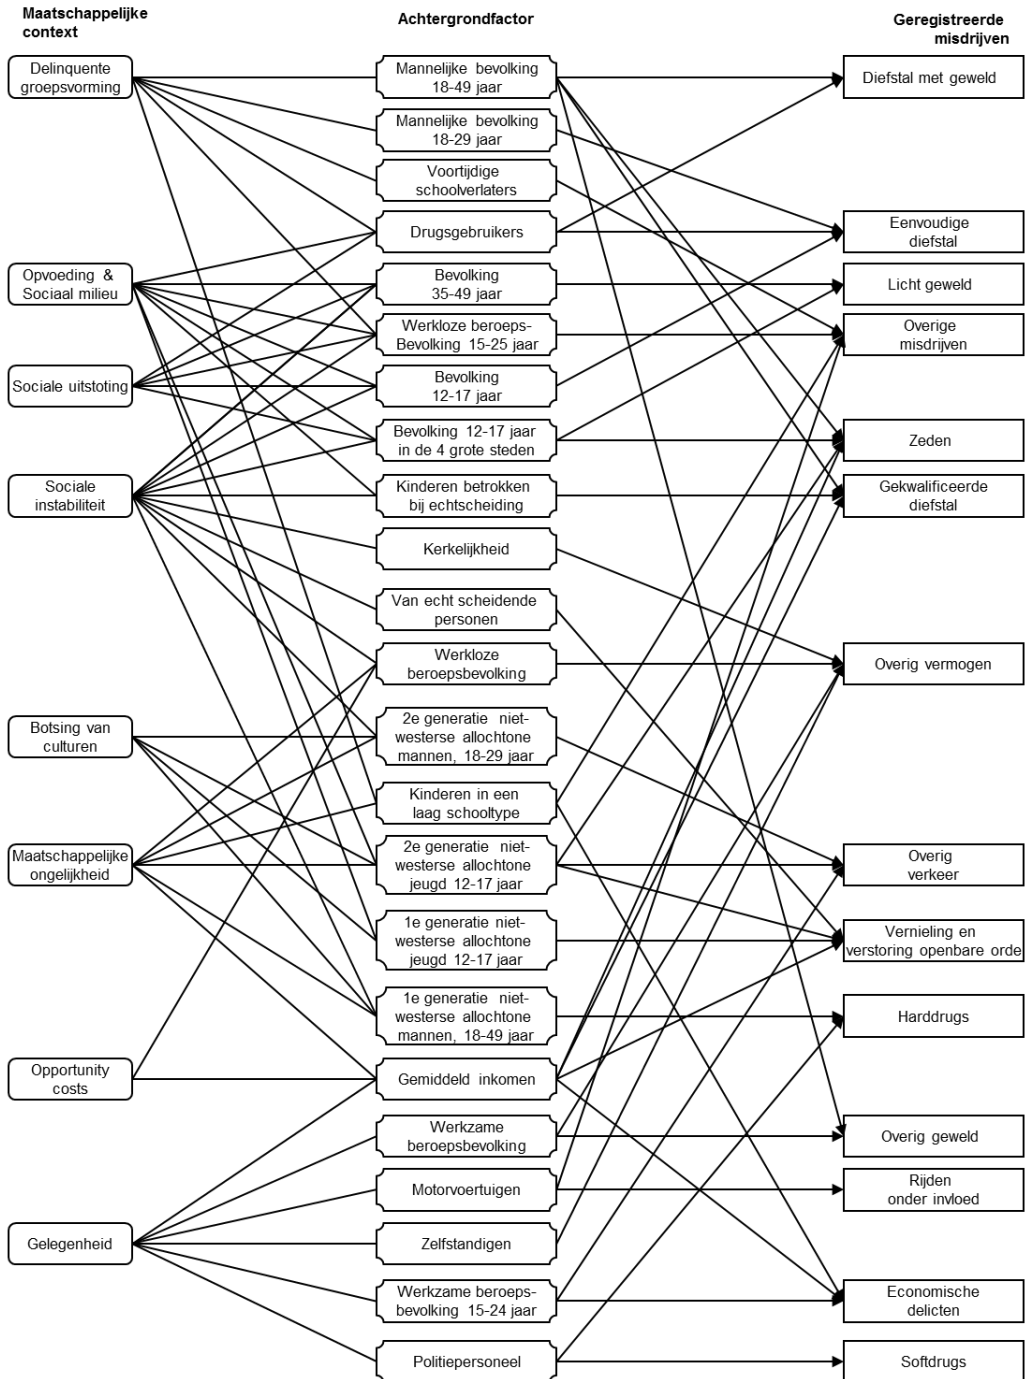 Maatschappelijke
context
Achtergrondfactor
Geregistreerde
misdrijven
Delinquente
groepsvorming
Opvoeding &
Sociaal milieu
Sociale uitstoting
Sociale
instabiliteit
Botsing van
culturen
Maatschappelijke
ongelijkheid
Opportunity
costs
Gelegenheid
Mannelijke bevolking
18-49 jaar
Mannelijke bevolking
18-29 jaar
Voortijdige
schoolverlaters
Drugsgebruikers
Bevolking
35-49 jaar
Werkloze beroeps-
Bevolking 15-25 jaar
Bevolking
12-17 jaar
Bevolking 12-17 jaar
in de 4 grote steden
Kinderen betrokken
bij echtscheiding
Kerkelijkheid
Van echt scheidende
personen
Werkloze
beroepsbevolking
2e generatie niet-
westerse allochtone
mannen, 18-29 jaar
Kinderen in een
laag schooltype
2e generatie niet-
westerse allochtone
jeugd 12-17 jaar
1e generatie niet-
westerse allochtone
jeugd 12-17 jaar
1e generatie niet-
westerse allochtone
mannen, 18-49 jaar
Gemiddeld inkomen
Werkzame
beroepsbevolking
Motorvoertuigen
Zelfstandigen
Werkzame beroeps-
bevolking 15-24 jaar
Politiepersoneel
Diefstal met geweld
Eenvoudige
diefstal
Licht geweld
Overige
misdrijven
Zeden
Gekwalificeerde
diefstal
Overig vermogen
Overig
verkeer
Vernieling en
verstoring openbare orde
Harddrugs
Overig geweld
Rijden
onder invloed
Economische
delicten
Softdrugs